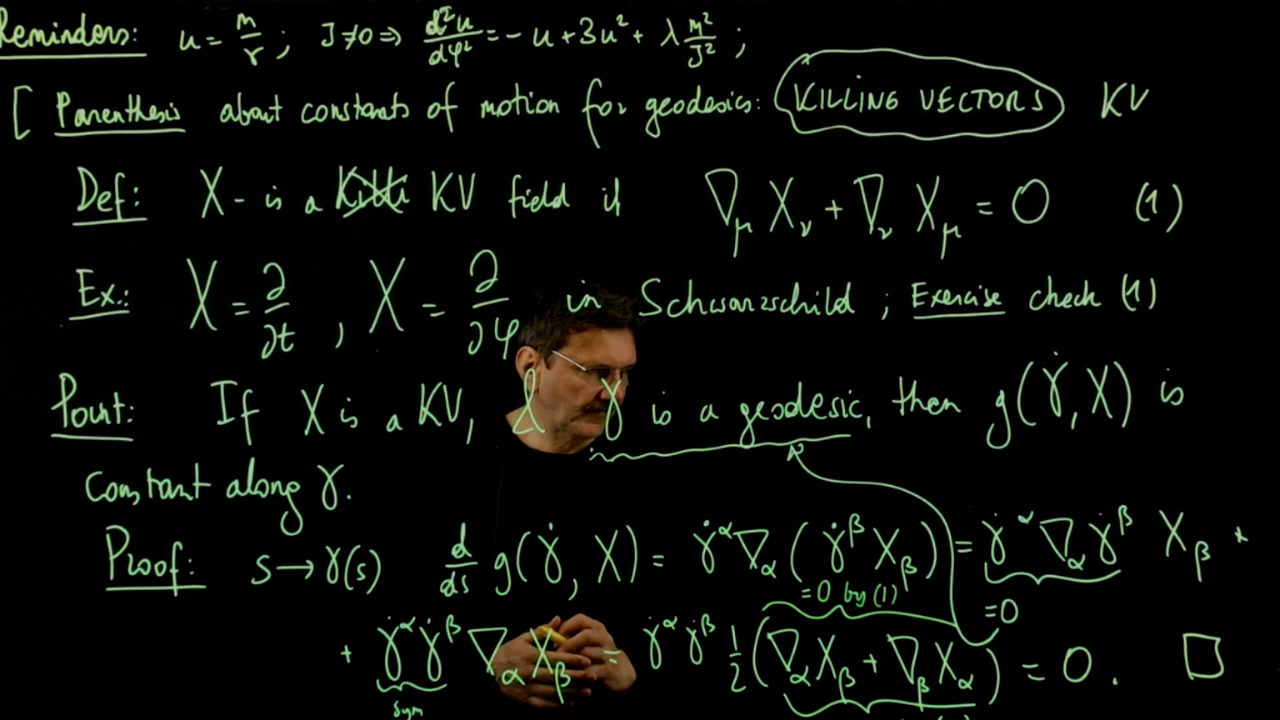 Reminders: u = m/r ; J≠0 ⇒ d²u/dφ² = - u + 3u² + λ m²/J² ;
[ Parenthesis about constants of motion for geodesics: KILLING VECTORS KV
Def: X - is a KV field if ∇_μ X_ν + ∇_ν X_μ = 0 (1)
Ex.: X = ∂/∂t , X = ∂/∂φ in Schwarzschild ; Exercise check (1)
Point: If X is a KV, & γ is a geodesic, then g(γ̇, X) is
constant along γ.
Proof: s → γ(s) d/ds g(γ̇, X) = γ̇^α ∇_α ( γ̇^β X_β ) = γ̇^α ∇_α γ̇^β X_β +
= 0 by (1) = 0
+ γ̇^α γ̇^β ∇_α X_β = γ̇^α γ̇^β 1/2 ( ∇_α X_β + ∇_β X_α ) = 0 . □
sym